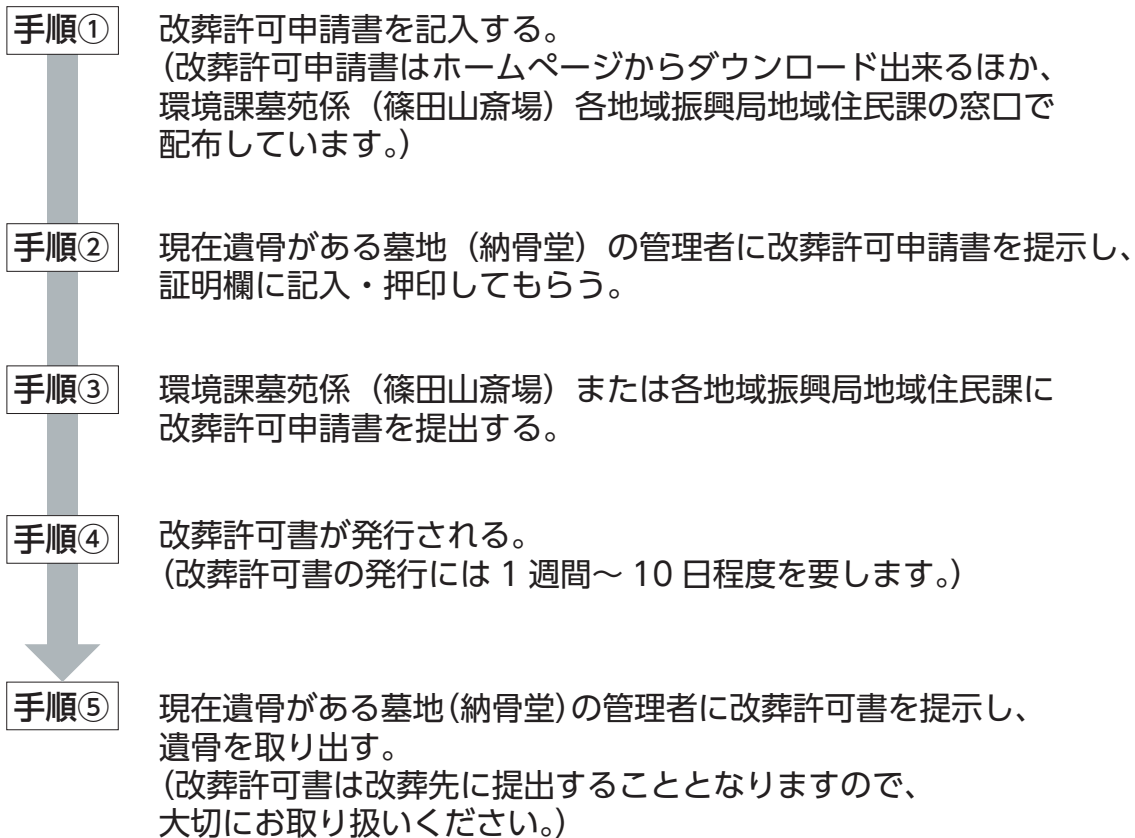 手順① 改葬許可申請書を記入する。
(改葬許可申請書はホームページからダウンロード出来るほか、
環境課墓苑係（篠田山斎場）各地域振興局地域住民課の窓口で
配布しています。)
手順② 現在遺骨がある墓地（納骨堂）の管理者に改葬許可申請書を提示し、
証明欄に記入・押印してもらう。
手順③ 環境課墓苑係（篠田山斎場）または各地域振興局地域住民課に
改葬許可申請書を提出する。
手順④ 改葬許可書が発行される。
(改葬許可書の発行には 1 週間～ 10 日程度を要します。)
手順⑤ 現在遺骨がある墓地(納骨堂)の管理者に改葬許可書を提示し、
遺骨を取り出す。
(改葬許可書は改葬先に提出することとなりますので、
大切にお取り扱いください。)